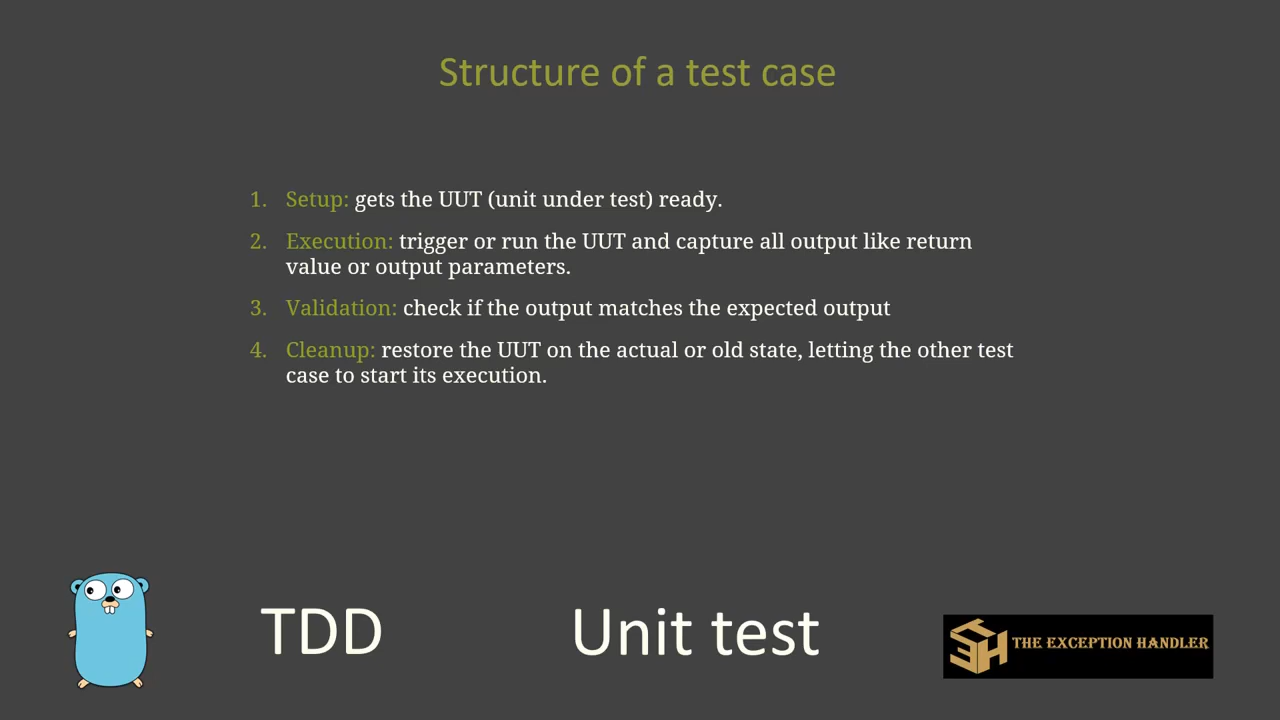 Structure of a test case
1. Setup: gets the UUT (unit under test) ready.
2. Execution: trigger or run the UUT and capture all output like return
value or output parameters.
3. Validation: check if the output matches the expected output
4. Cleanup: restore the UUT on the actual or old state, letting the other test
case to start its execution.
TDD
Unit test
TEH
THE EXCEPTION HANDLER